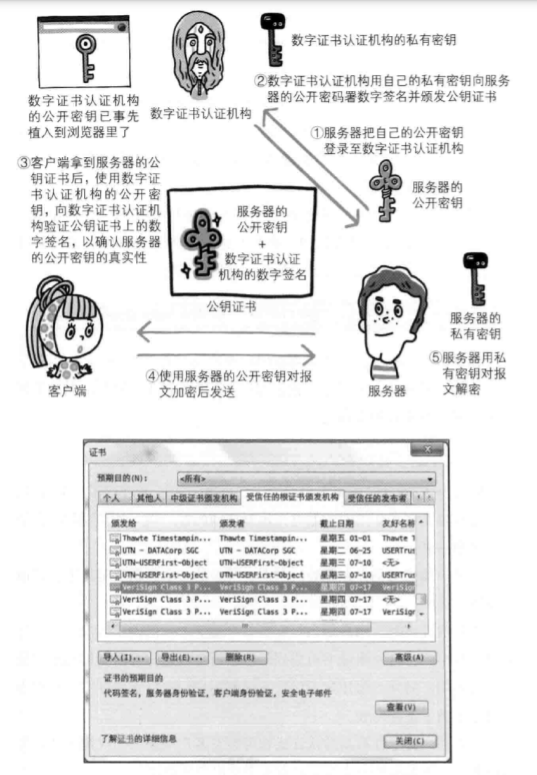 数字证书认证机构的私有密钥
②数字证书认证机构用自己的私有密钥向服务
器的公开密码署数字签名并颁发公钥证书
数字证书认证机构
的公开密钥已事先
植入到浏览器里了
数字证书认证机构
①服务器把自己的公开密钥
登录至数字证书认证机构
③客户端拿到服务器的公
钥证书后，使用数字证
书认证机构的公开密
钥，向数字证书认证机
构验证公钥证书上的数
字签名，以确认服务器
的公开密钥的真实性
服务器的
公开密钥
服务器的
公开密钥
+
数字证书认证
机构的数字签名
公钥证书
服务器的
私有密钥
⑤服务器用私
有密钥对报
文解密
客户端
④使用服务器的公开密钥对报
文加密后发送
服务器
证书
预期目的(N):
<所有>
个人 其他人 中级证书颁发机构 受信任的根证书颁发机构 受信任的发布者
颁发给 颁发者 截止日期 友好名称
Thawte Timestampin... Thawte Timestampin... 星期五 01-01 Thawte T
UTN - DATACorp SGC UTN - DATACorp SGC 星期二 06-25 USERTrus
UTN-USERFirst-Object UTN-USERFirst-Object 星期三 07-10 <无>
UTN-USERFirst-Object UTN-USERFirst-Object 星期三 07-10 USERTrus
VeriSign Class 3 P... VeriSign Class 3 P... 星期四 07-17 VeriSign
VeriSign Class 3 P... VeriSign Class 3 P... 星期四 07-17 <无>
VeriSign Class 3 P... VeriSign Class 3 P... 星期四 07-17 VeriSign
导入(I)... 导出(E)... 删除(R) 高级(A)
证书的预期目的
代码签名，服务器身份验证，客户端身份验证，安全电子邮件
查看(V)
了解证书的详细信息
关闭(C)